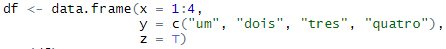 df <- data.frame(x = 1:4,
y = c("um", "dois", "tres", "quatro"),
z = T)